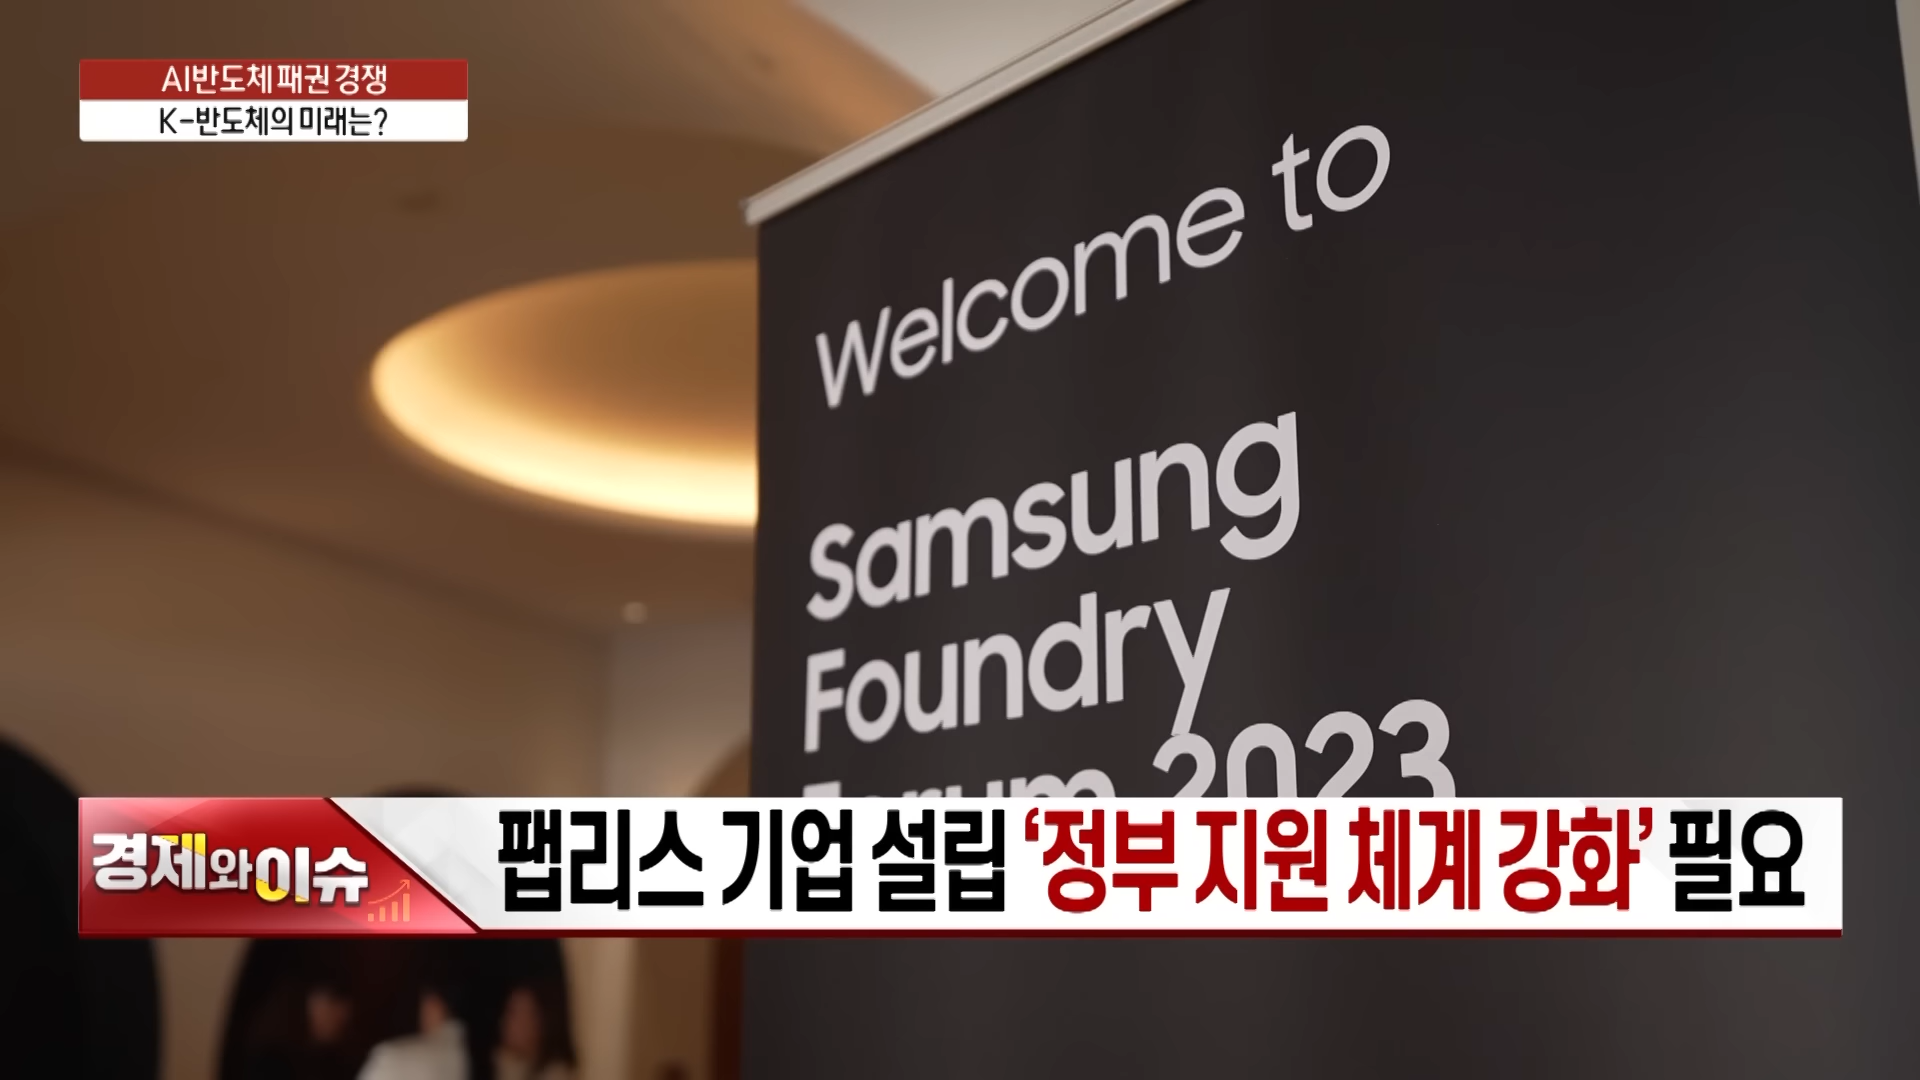 AI반도체 패권 경쟁
K-반도체의 미래는?
Welcome to
Samsung
Foundry
Forum 2023
경제와이슈
팹리스 기업 설립 '정부 지원 체계 강화' 필요